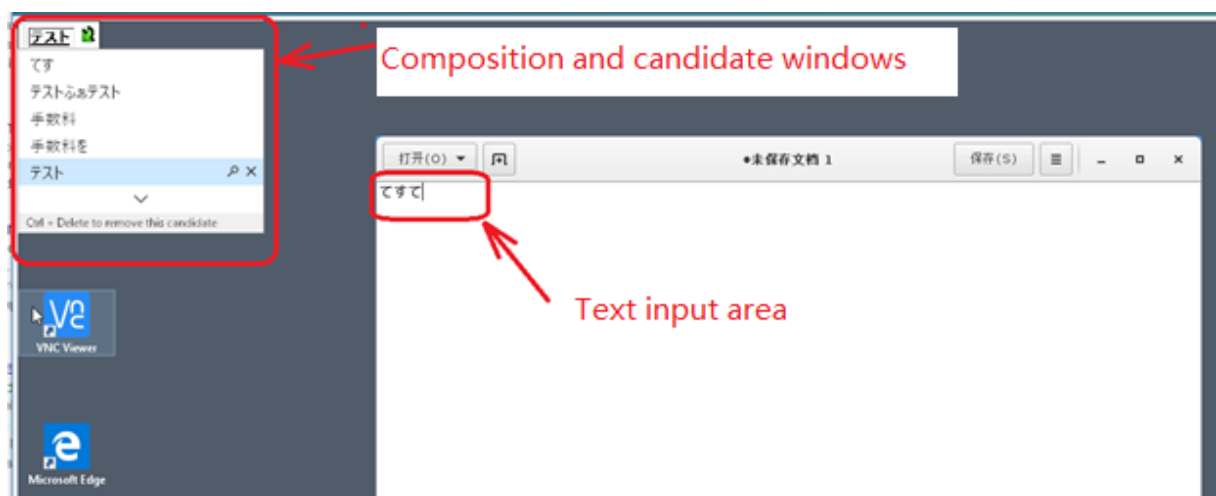 テスト
てす
テストふぁテスト
手数料
手数料を
テスト
Ctrl + Delete to remove this candidate
Composition and candidate windows
打开(O)
•未保存文档 1
保存(S)
てすて
Text input area
VNC Viewer
Microsoft Edge